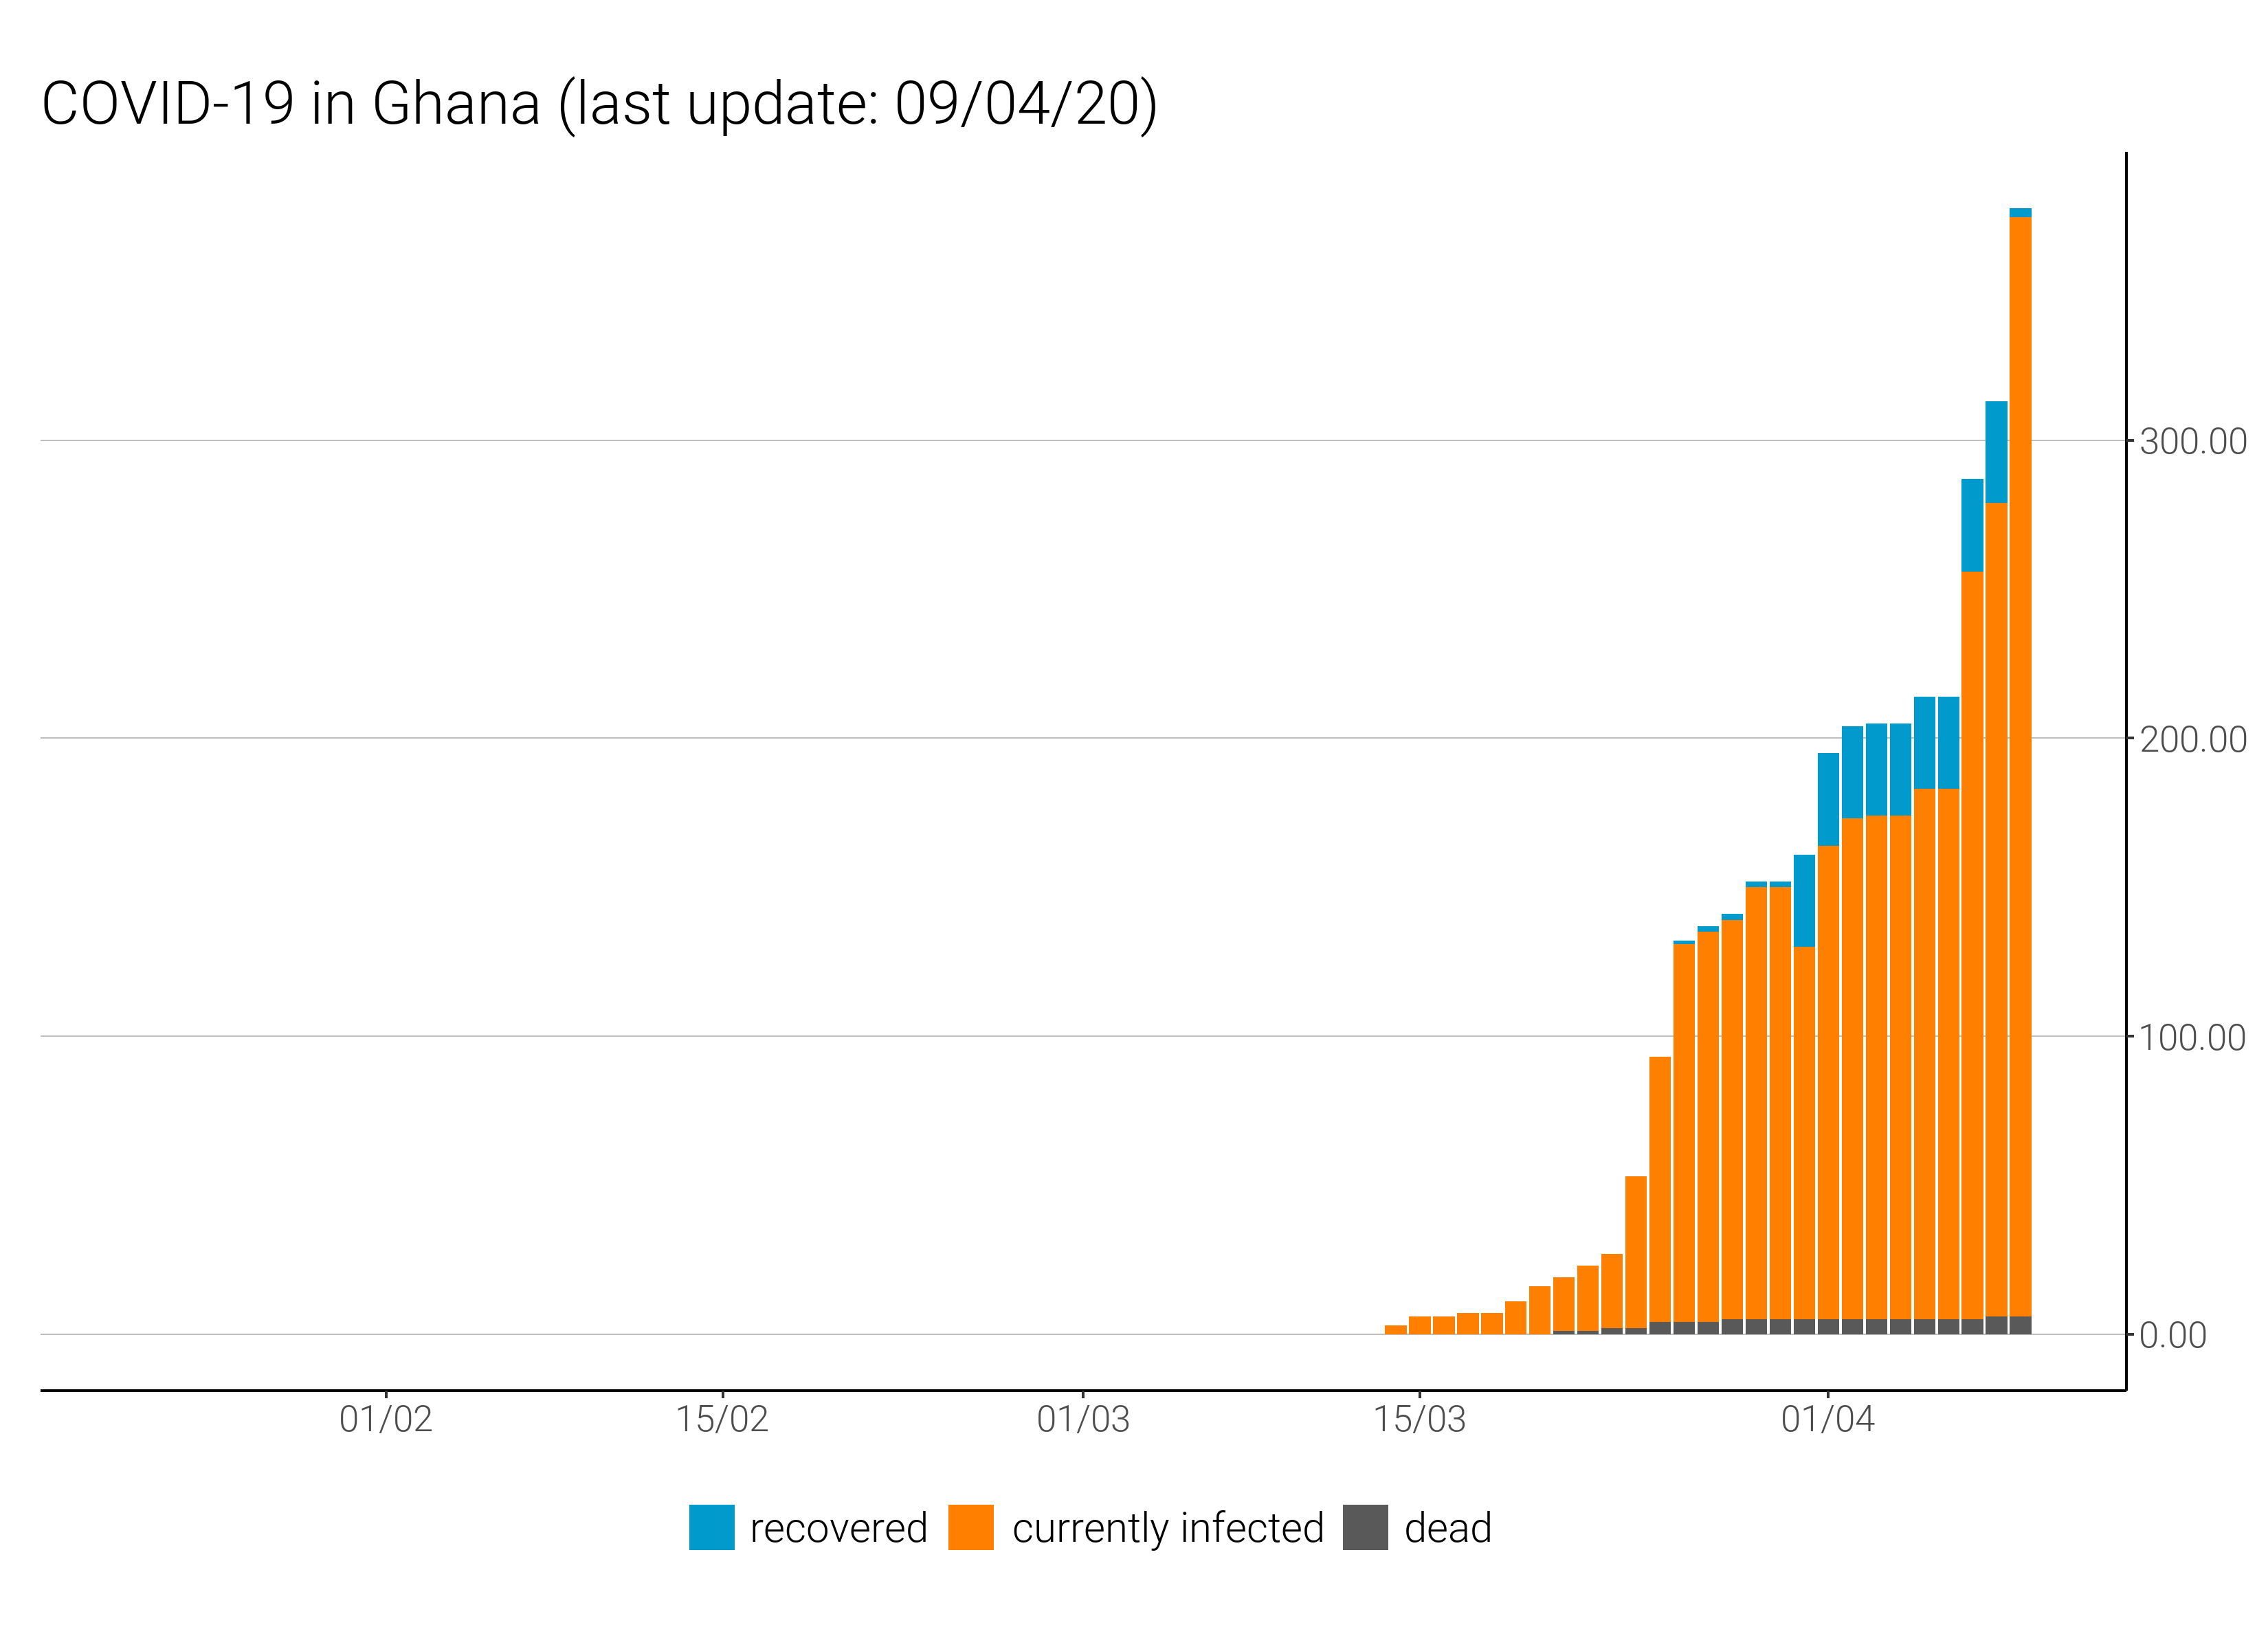 COVID-19 in Ghana (last update: 09/04/20)
300.00
200.00
100.00
0.00
01/02 15/02 01/03 15/03 01/04
recovered currently infected dead